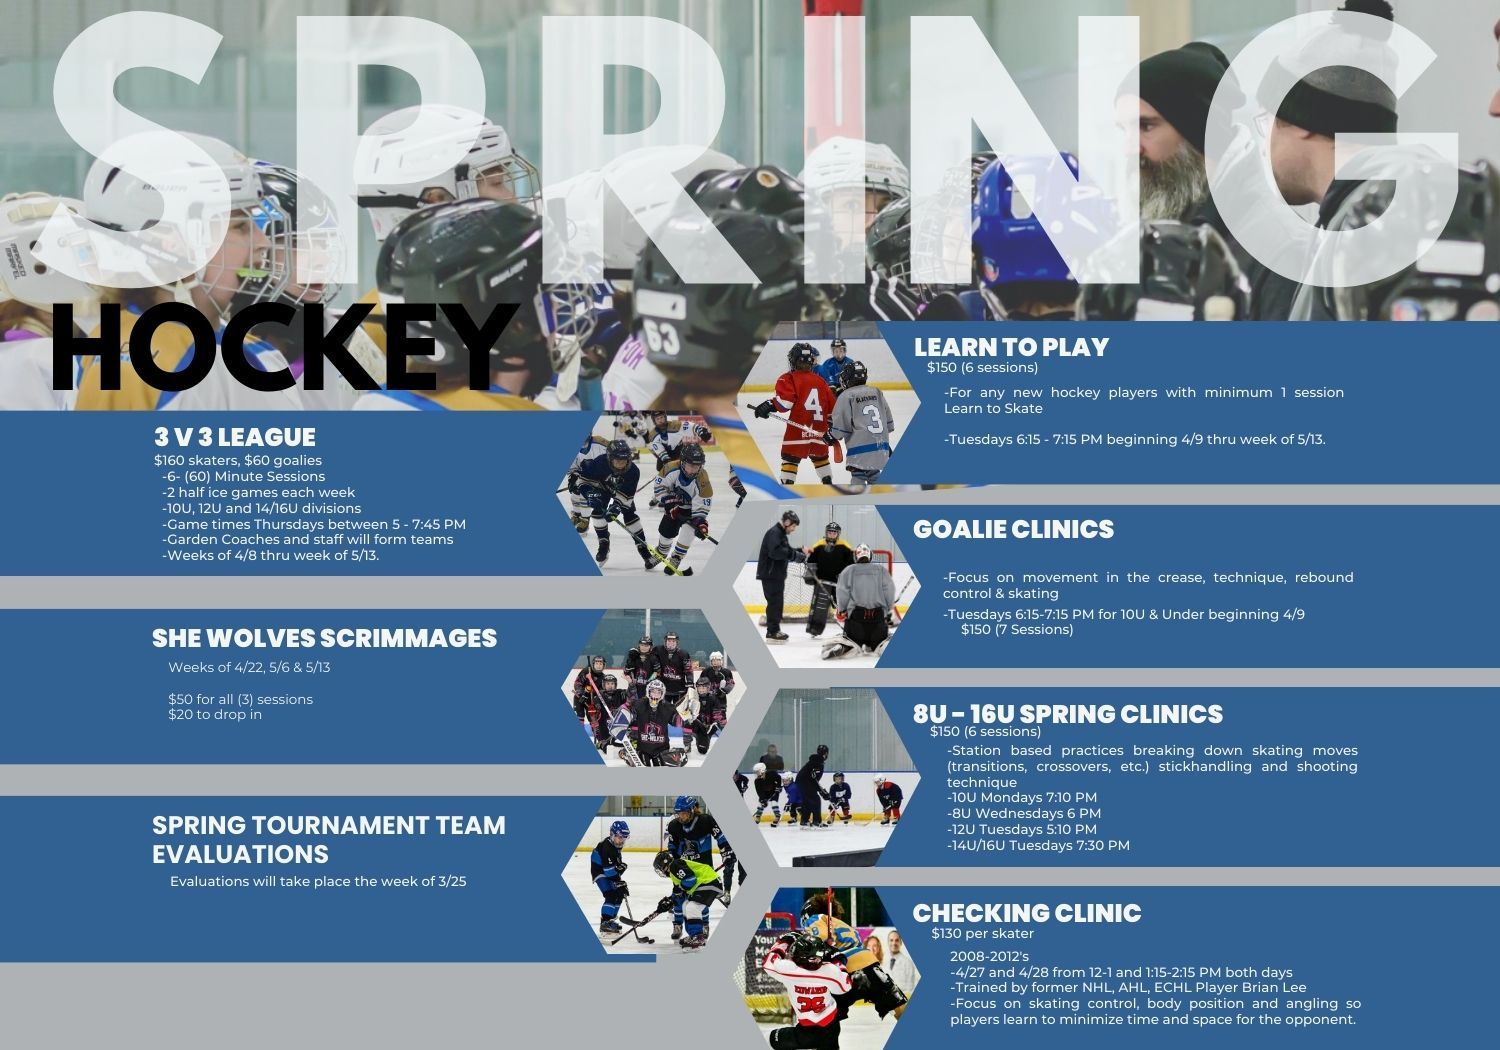 SPRING
HOCKEY
3 V 3 LEAGUE
$160 skaters, $60 goalies
-6- (60) Minute Sessions
-2 half ice games each week
-10U, 12U and 14/16U divisions
-Game times Thursdays between 5 - 7:45 PM
-Garden Coaches and staff will form teams
-Weeks of 4/8 thru week of 5/13.
SHE WOLVES SCRIMMAGES
Weeks of 4/22, 5/6 & 5/13
$50 for all (3) sessions
$20 to drop in
SPRING TOURNAMENT TEAM
EVALUATIONS
Evaluations will take place the week of 3/25
LEARN TO PLAY
$150 (6 sessions)
-For any new hockey players with minimum 1 session
Learn to Skate
-Tuesdays 6:15 - 7:15 PM beginning 4/9 thru week of 5/13.
GOALIE CLINICS
-Focus on movement in the crease, technique, rebound
control & skating
-Tuesdays 6:15-7:15 PM for 10U & Under beginning 4/9
$150 (7 Sessions)
8U - 16U SPRING CLINICS
$150 (6 sessions)
-Station based practices breaking down skating moves
(transitions, crossovers, etc.) stickhandling and shooting
technique
-10U Mondays 7:10 PM
-8U Wednesdays 6 PM
-12U Tuesdays 5:10 PM
-14U/16U Tuesdays 7:30 PM
CHECKING CLINIC
$130 per skater
2008-2012's
-4/27 and 4/28 from 12-1 and 1:15-2:15 PM both days
-Trained by former NHL, AHL, ECHL Player Brian Lee
-Focus on skating control, body position and angling so
players learn to minimize time and space for the opponent.
63
4
3